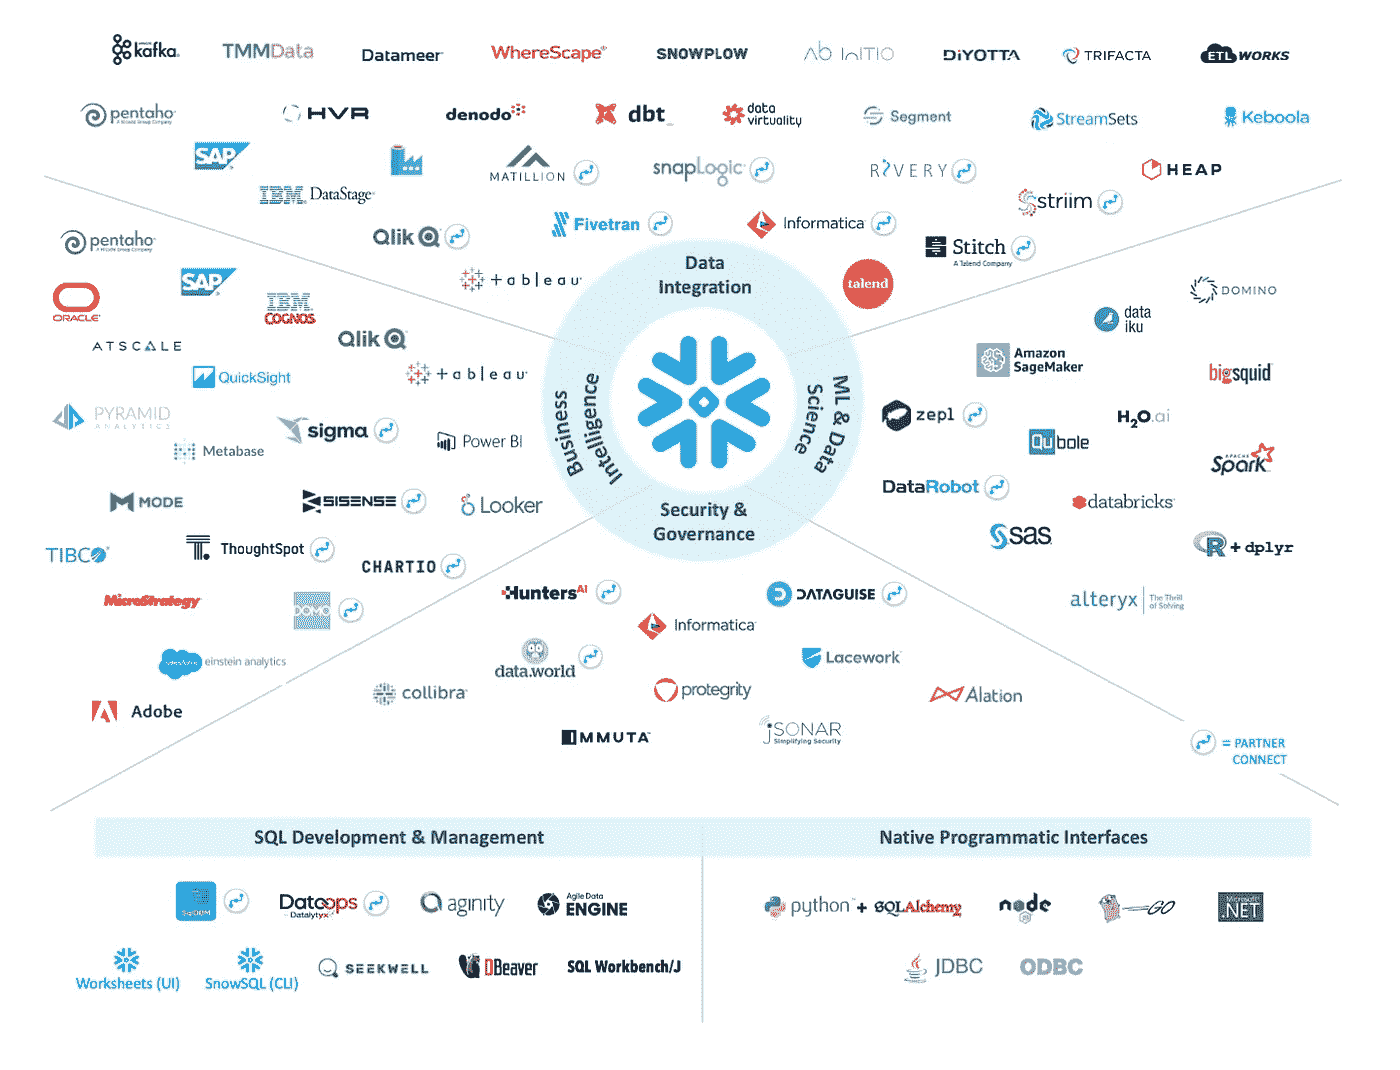 kafka
TMMData
Datameer
WhereScape
SNOWPLOW
Ab InITIO
DiYOTTA
TRIFACTA
ETL WORKS
pentaho
HVR
denodo
dbt
data
virtuality
Segment
StreamSets
Keboola
SAP
MATILLION
snapLogic
RIVERY
HEAP
IBM DataStage
striim
Fivetran
Informatica
Qlik
Stitch
A Talend Company
tableau
talend
Data
Integration
pentaho
SAP
ORACLE
IBM
COGNOS
Qlik
ATSCALE
QuickSight
tableau
PYRAMID
ANALYTICS
sigma
Power BI
Metabase
MODE
SISENSE
Looker
TIBCO
ThoughtSpot
CHARTIO
MicroStrategy
DOMO
einstein analytics
Adobe
Business
Intelligence
ML & Data
Science
DOMINO
data
iku
Amazon
SageMaker
bigsquid
zepl
H2O.ai
Qubole
APACHE
Spark
DataRobot
databricks
sas
R + dplyr
alteryx
The Thrill
of Solving
Security &
Governance
Hunters AI
DATAGUISE
Informatica
data.world
Lacework
collibra
protegrity
Alation
IMMUTA
jSONAR
Simplifying Security
= PARTNER
CONNECT
SQL Development & Management
Native Programmatic Interfaces
SqlDBM
Dataops
Datalytyx
aginity
Agile Data
ENGINE
python + SQLAlchemy
node
JS
GO
Microsoft
.NET
Worksheets (UI)
SnowSQL (CLI)
SEEKWELL
DBeaver
SQL Workbench/J
JDBC
ODBC